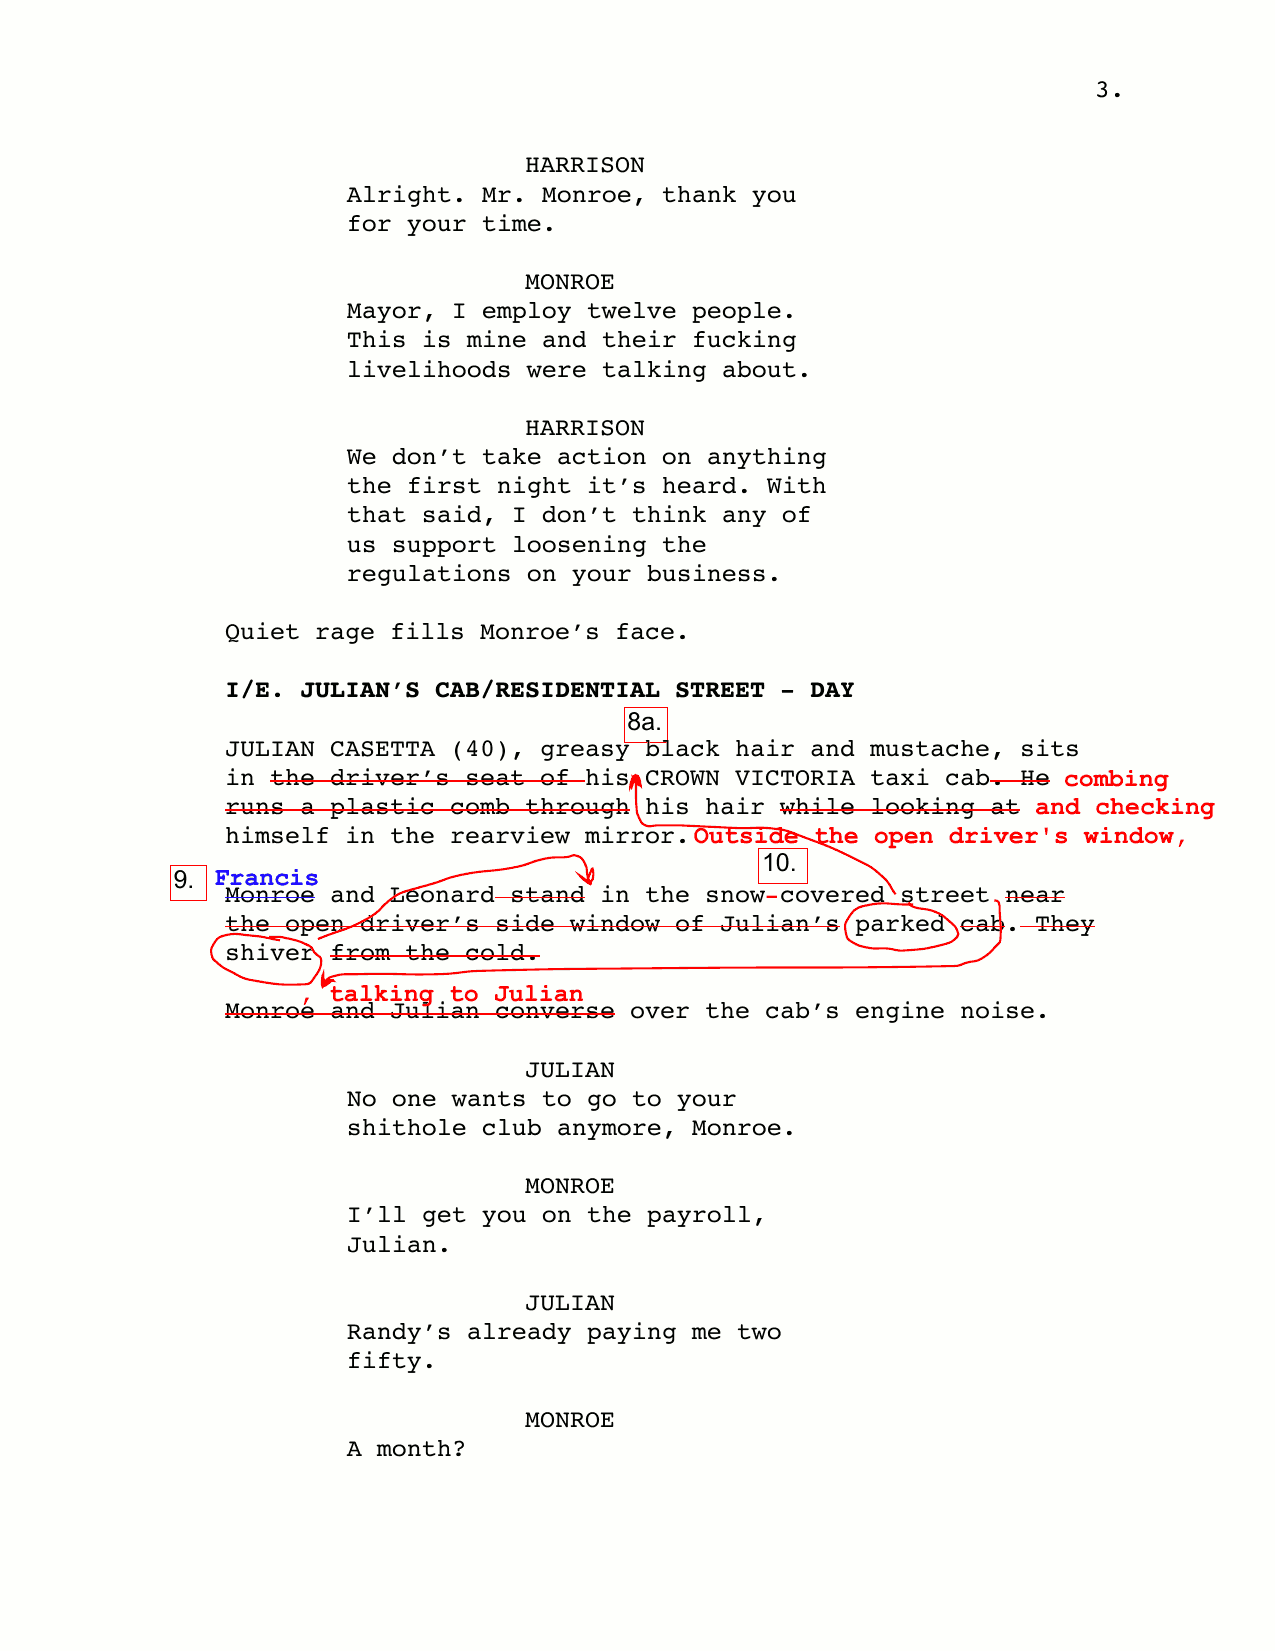 3.
HARRISON
Alright. Mr. Monroe, thank you
for your time.
MONROE
Mayor, I employ twelve people.
This is mine and their fucking
livelihoods were talking about.
HARRISON
We don’t take action on anything
the first night it’s heard. With
that said, I don’t think any of
us support loosening the
regulations on your business.
Quiet rage fills Monroe’s face.
I/E. JULIAN’S CAB/RESIDENTIAL STREET - DAY
8a.
JULIAN CASETTA (40), greasy black hair and mustache, sits
in the driver’s seat of his CROWN VICTORIA taxi cab. He combing
runs a plastic comb through his hair while looking at and checking
himself in the rearview mirror. Outside the open driver's window,
10.
9. Francis
Monroe and Leonard stand in the snow-covered street near
the open driver’s side window of Julian’s parked cab. They
shiver from the cold.
, talking to Julian
Monroe and Julian converse over the cab’s engine noise.
JULIAN
No one wants to go to your
shithole club anymore, Monroe.
MONROE
I’ll get you on the payroll,
Julian.
JULIAN
Randy’s already paying me two
fifty.
MONROE
A month?